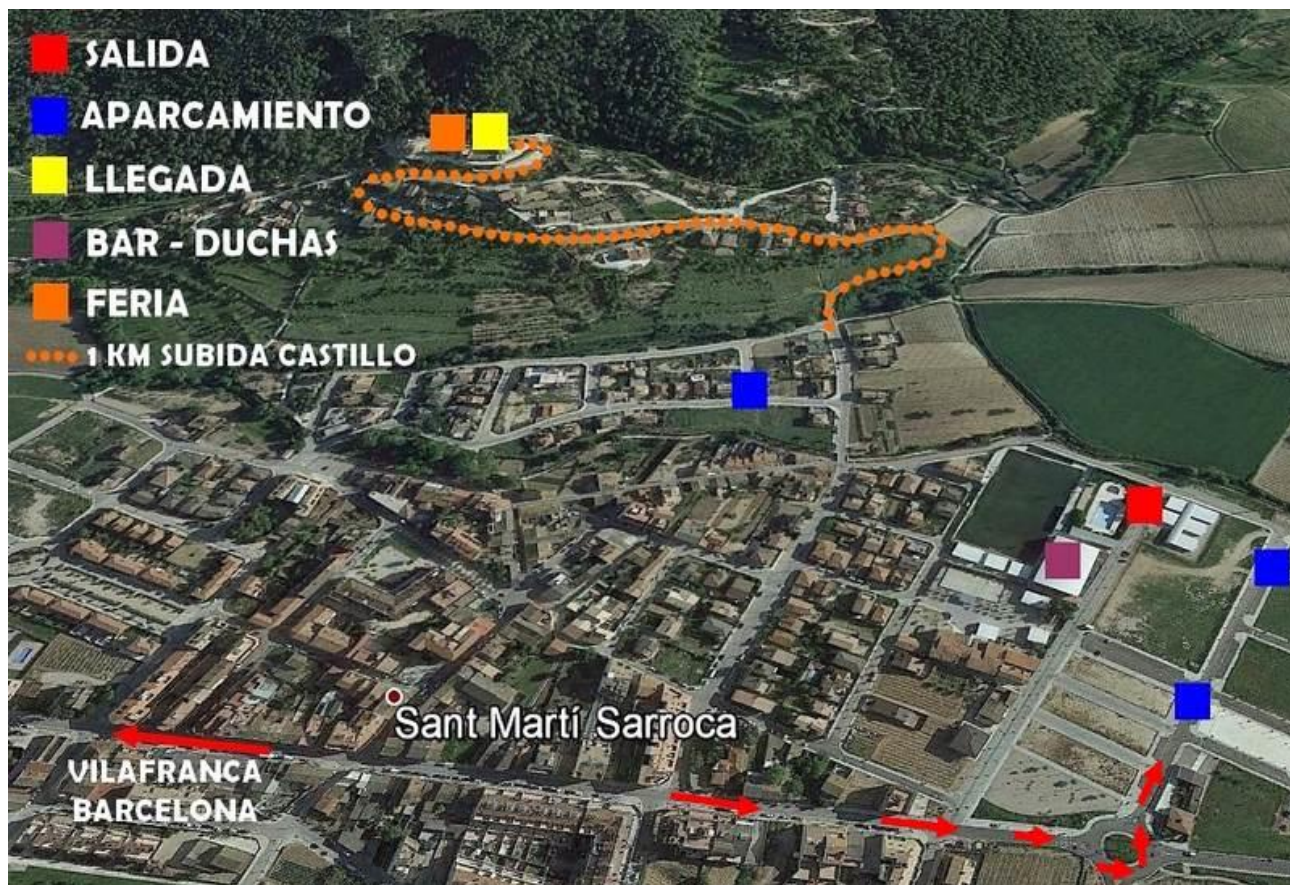 SALIDA
APARCAMIENTO
LLEGADA
BAR - DUCHAS
FERIA
1 KM SUBIDA CASTILLO
Sant Martí Sarroca
VILAFRANCA
BARCELONA